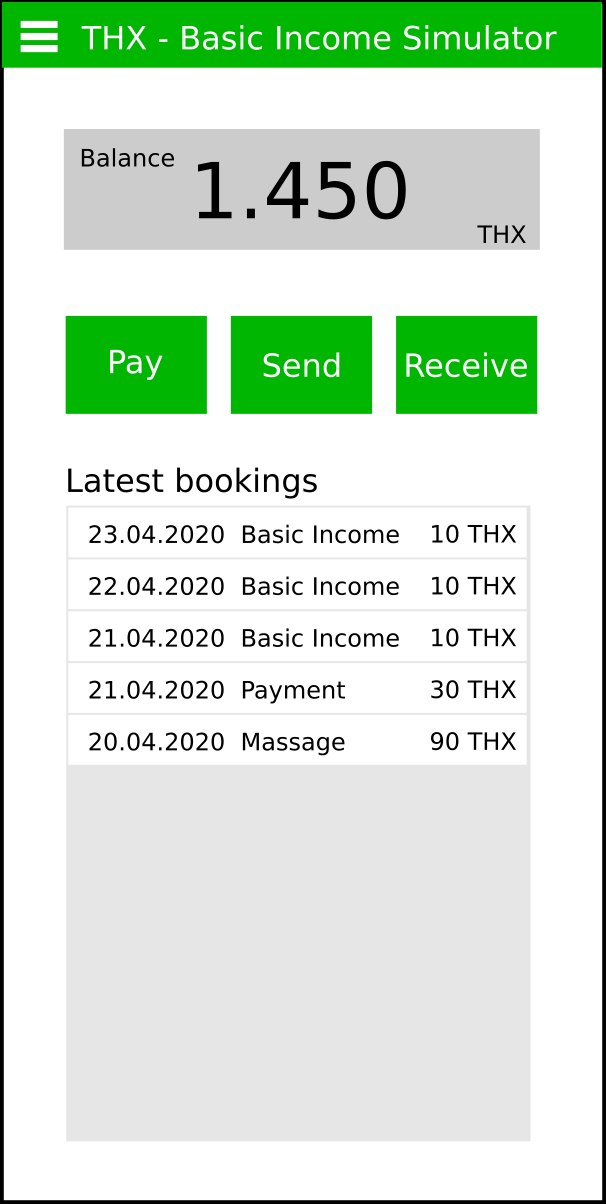 THX - Basic Income Simulator
Balance
1.450
THX
Pay
Send
Receive
Latest bookings
23.04.2020 Basic Income 10 THX
22.04.2020 Basic Income 10 THX
21.04.2020 Basic Income 10 THX
21.04.2020 Payment 30 THX
20.04.2020 Massage 90 THX